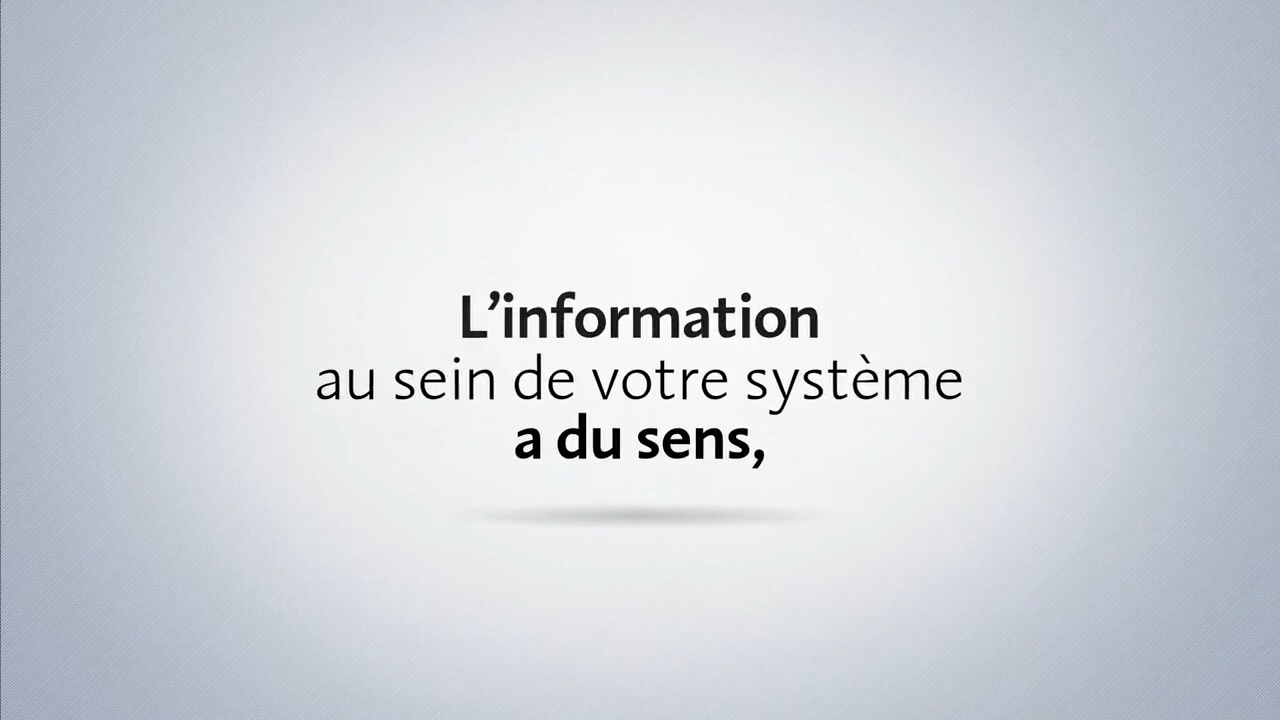 L’information
au sein de votre système
a du sens,